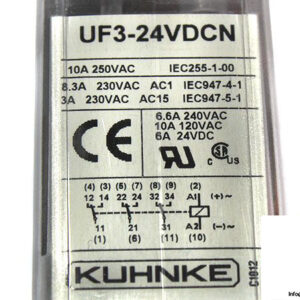 UF3-24VDCN
10A 250VAC IEC255-1-00
8.3A 230VAC AC1 IEC947-4-1
3A 230VAC AC15 IEC947-5-1
6.6A 240VAC
10A 120VAC
6A 24VDC
CE
c US
(4) (3) (5) (7) (8) (9) (2)
12 14 22 24 32 34 A1 (+)~
11 21 31 A2 (-)~
(1) (6) (11) (10)
KUHNKE
C1012